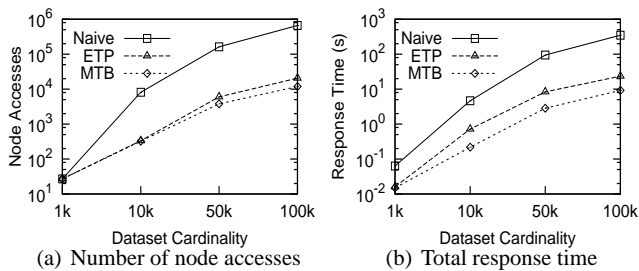 10^6
10^5
10^4
10^3
10^2
10^1
Node Accesses
Naive
ETP
MTB
1k 10k 50k 100k
Dataset Cardinality
(a) Number of node accesses
10^3
10^2
10^1
10^0
10^-1
10^-2
Response Time (s)
Naive
ETP
MTB
1k 10k 50k 100k
Dataset Cardinality
(b) Total response time